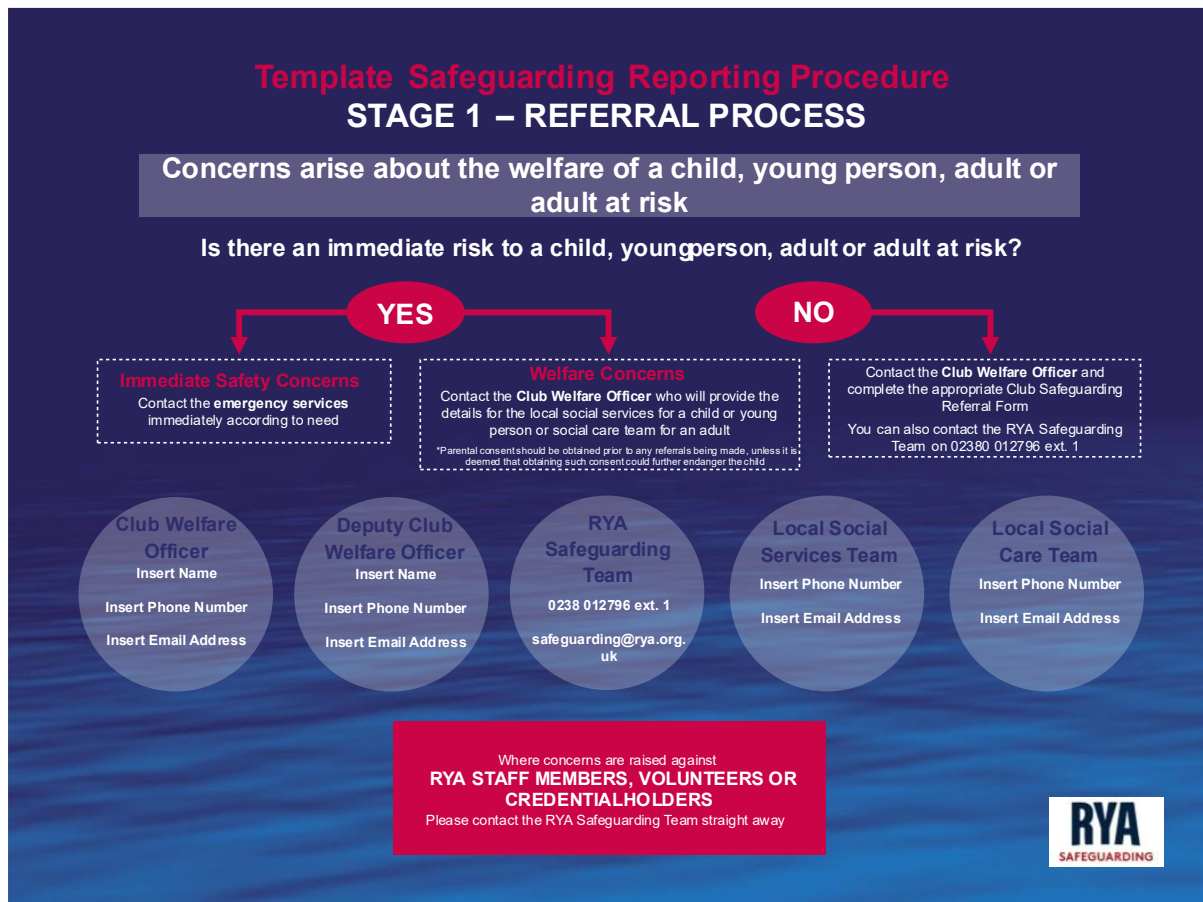 Template Safeguarding Reporting Procedure
STAGE 1 – REFERRAL PROCESS
Concerns arise about the welfare of a child, young person, adult or
adult at risk
Is there an immediate risk to a child, youngperson, adult or adult at risk?
YES
NO
Immediate Safety Concerns
Contact the emergency services
immediately according to need
Welfare Concerns
Contact the Club Welfare Officer who will provide the
details for the local social services for a child or young
person or social care team for an adult
*Parental consent should be obtained prior to any referrals being made, unless it is
deemed that obtaining such consent could further endanger the child
Contact the Club Welfare Officer and
complete the appropriate Club Safeguarding
Referral Form
You can also contact the RYA Safeguarding
Team on 02380 012796 ext. 1
Club Welfare
Officer
Insert Name
Insert Phone Number
Insert Email Address
Deputy Club
Welfare Officer
Insert Name
Insert Phone Number
Insert Email Address
RYA
Safeguarding
Team
0238 012796 ext. 1
safeguarding@rya.org.
uk
Local Social
Services Team
Insert Phone Number
Insert Email Address
Local Social
Care Team
Insert Phone Number
Insert Email Address
Where concerns are raised against
RYA STAFF MEMBERS, VOLUNTEERS OR
CREDENTIALHOLDERS
Please contact the RYA Safeguarding Team straight away
RYA
SAFEGUARDING